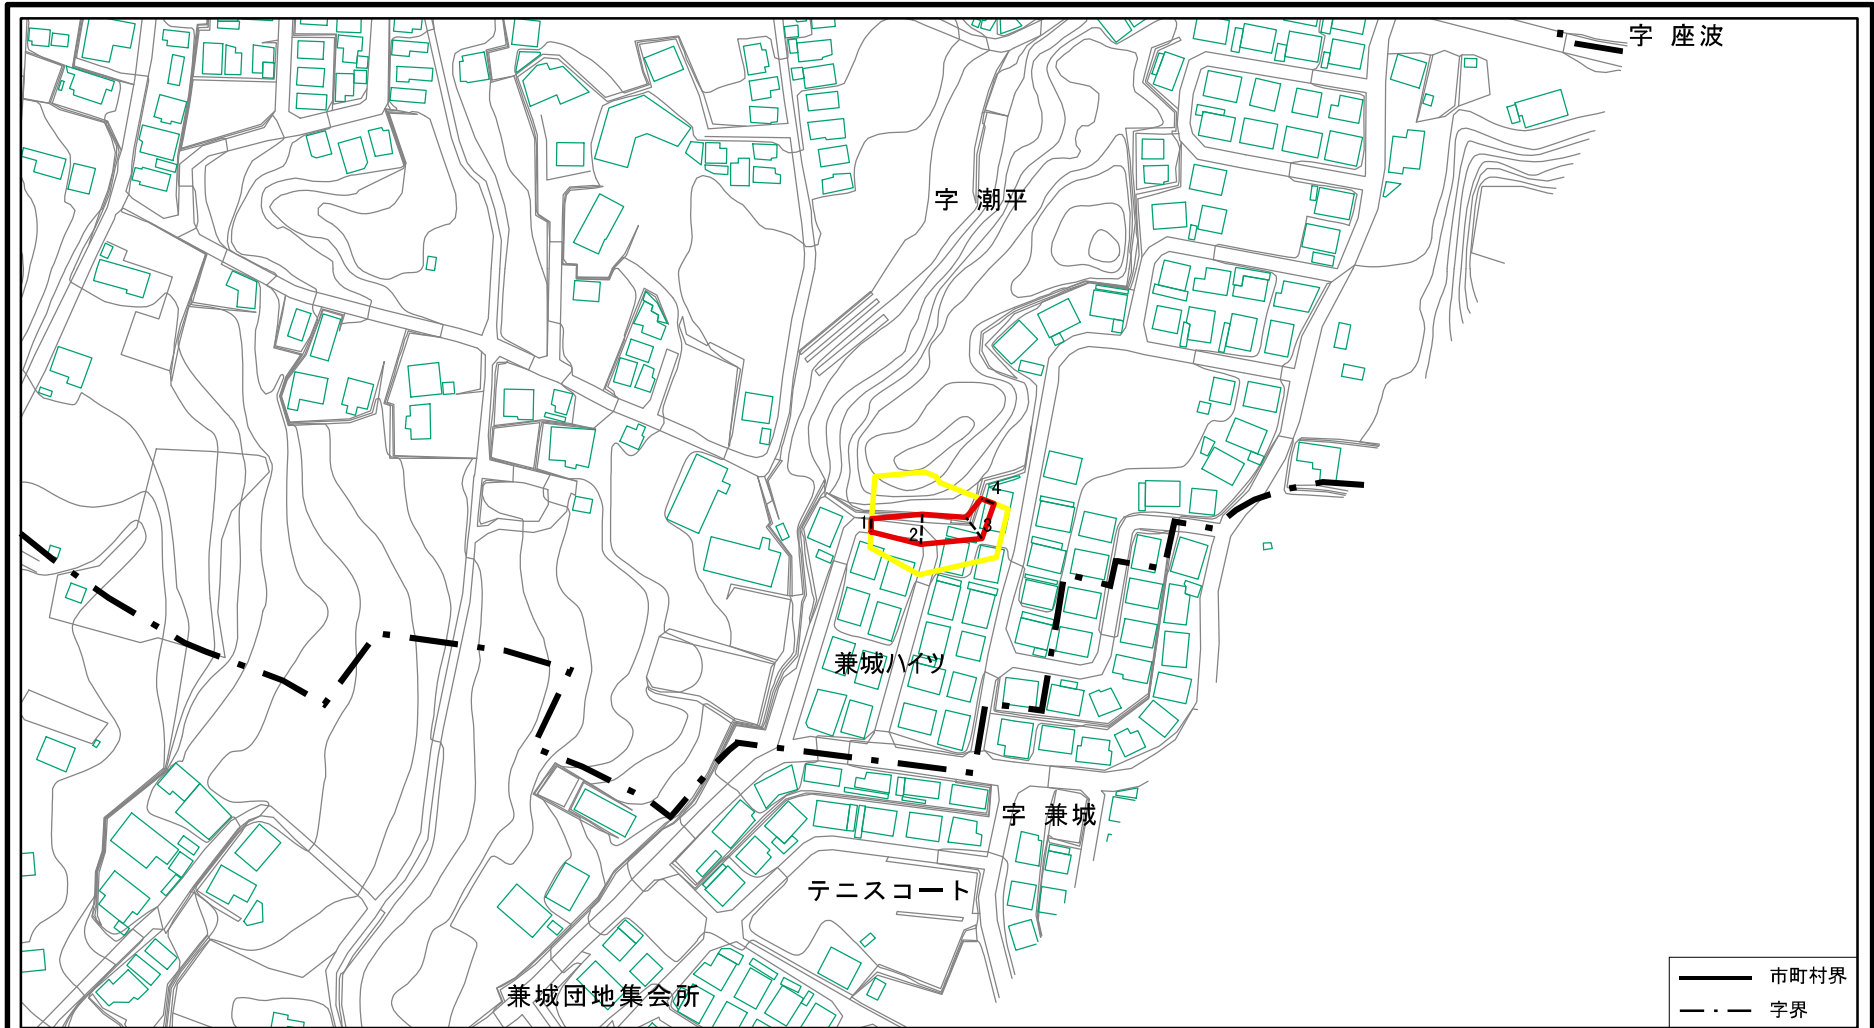 字 座波
字 潮平
4
1
3
2
兼城ハイツ
字 兼城
テニスコート
兼城団地集会所
市町村界
字界